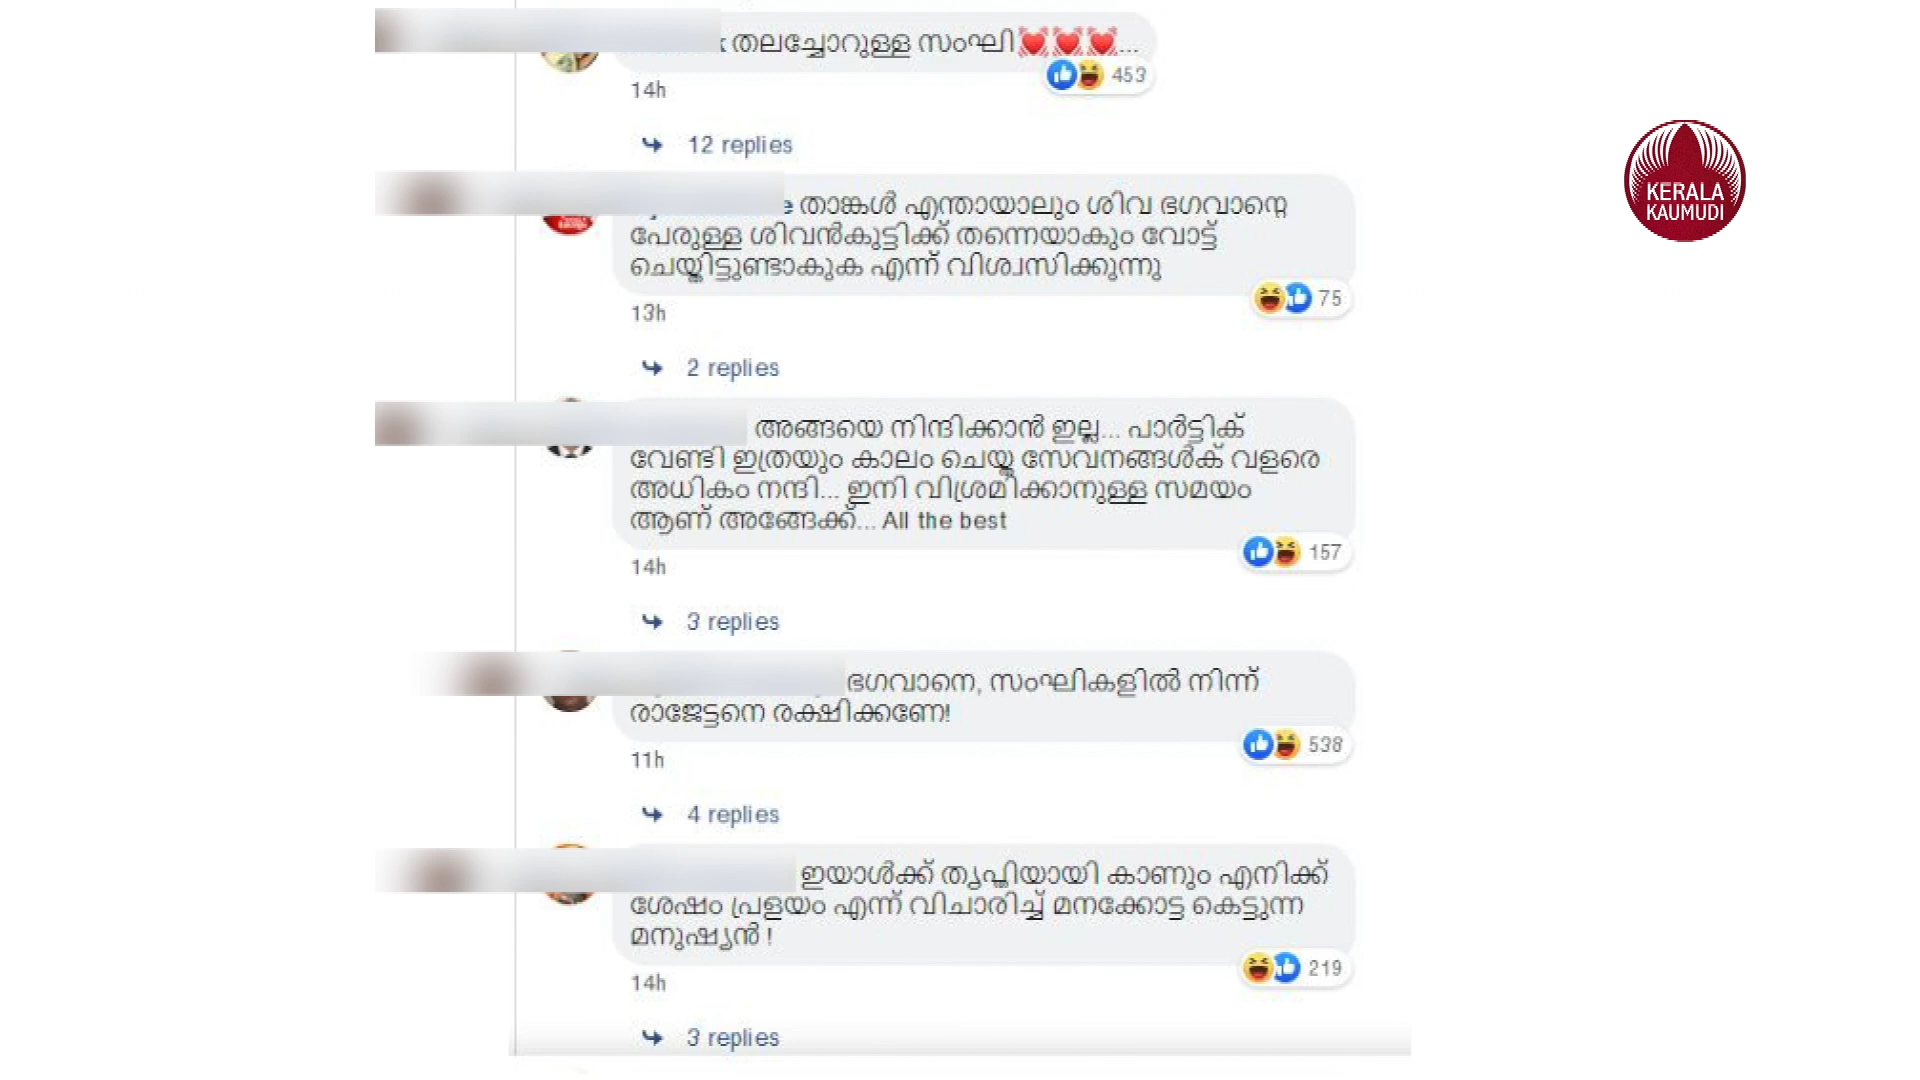 തലച്ചോറുള്ള സംഘി💓💓💓...
453
14h
12 replies
KERALA
KAUMUDI
താങ്കൾ എന്തായാലും ശിവ ഭഗവാന്റെ
പേരുള്ള ശിവൻകുട്ടിക്ക് തന്നെയാകും വോട്ട്
ചെയ്തിട്ടുണ്ടാകുക എന്ന് വിശ്വസിക്കുന്നു
75
13h
2 replies
അങ്ങയെ നിന്ദിക്കാൻ ഇല്ല... പാർട്ടിക്
വേണ്ടി ഇത്രയും കാലം ചെയ്ത സേവനങ്ങൾക് വളരെ
അധികം നന്ദി... ഇനി വിശ്രമിക്കാനുള്ള സമയം
ആണ് അങ്ങേക്ക്... All the best
157
14h
3 replies
ഭഗവാനെ, സംഘികളിൽ നിന്ന്
രാജേട്ടനെ രക്ഷിക്കണേ!
538
11h
4 replies
ഇയാൾക്ക് തൃപ്തിയായി കാണും എനിക്ക്
ശേഷം പ്രളയം എന്ന് വിചാരിച്ച് മനക്കോട്ട കെട്ടുന്ന
മനുഷ്യൻ !
219
14h
3 replies